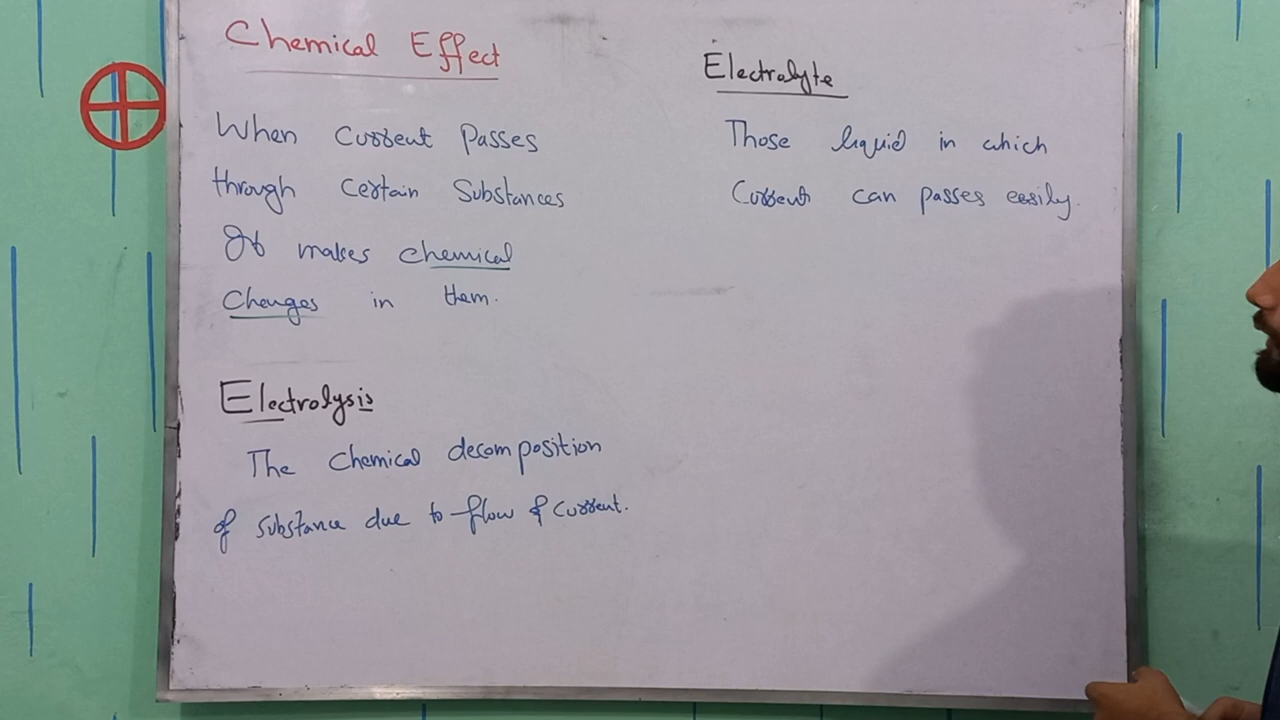 Chemical Effect
When Current Passes
through Certain Substances
It makes chemical
Changes in them.
Electrolysis
The Chemical decomposition
of substance due to flow of current.
Electrolyte
Those liquid in which
Current can passes easily.